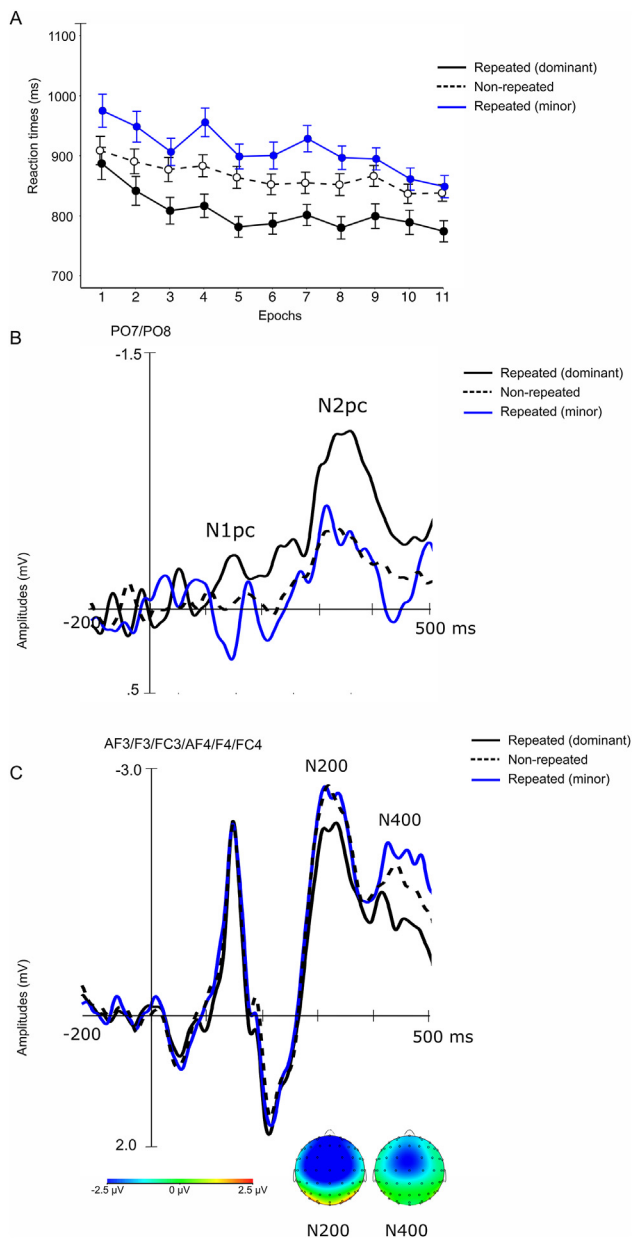 A
1100
1000
900
800
700
Reaction times (ms)
1 2 3 4 5 6 7 8 9 10 11
Epochs
Repeated (dominant)
Non-repeated
Repeated (minor)
PO7/PO8
B
-1.5
N2pc
N1pc
Repeated (dominant)
Non-repeated
Repeated (minor)
Amplitudes (mV)
-200
500 ms
.5
AF3/F3/FC3/AF4/F4/FC4
C
-3.0
N200
N400
Repeated (dominant)
Non-repeated
Repeated (minor)
Amplitudes (mV)
-200
500 ms
2.0
-2.5 µV 0 µV 2.5 µV
N200 N400